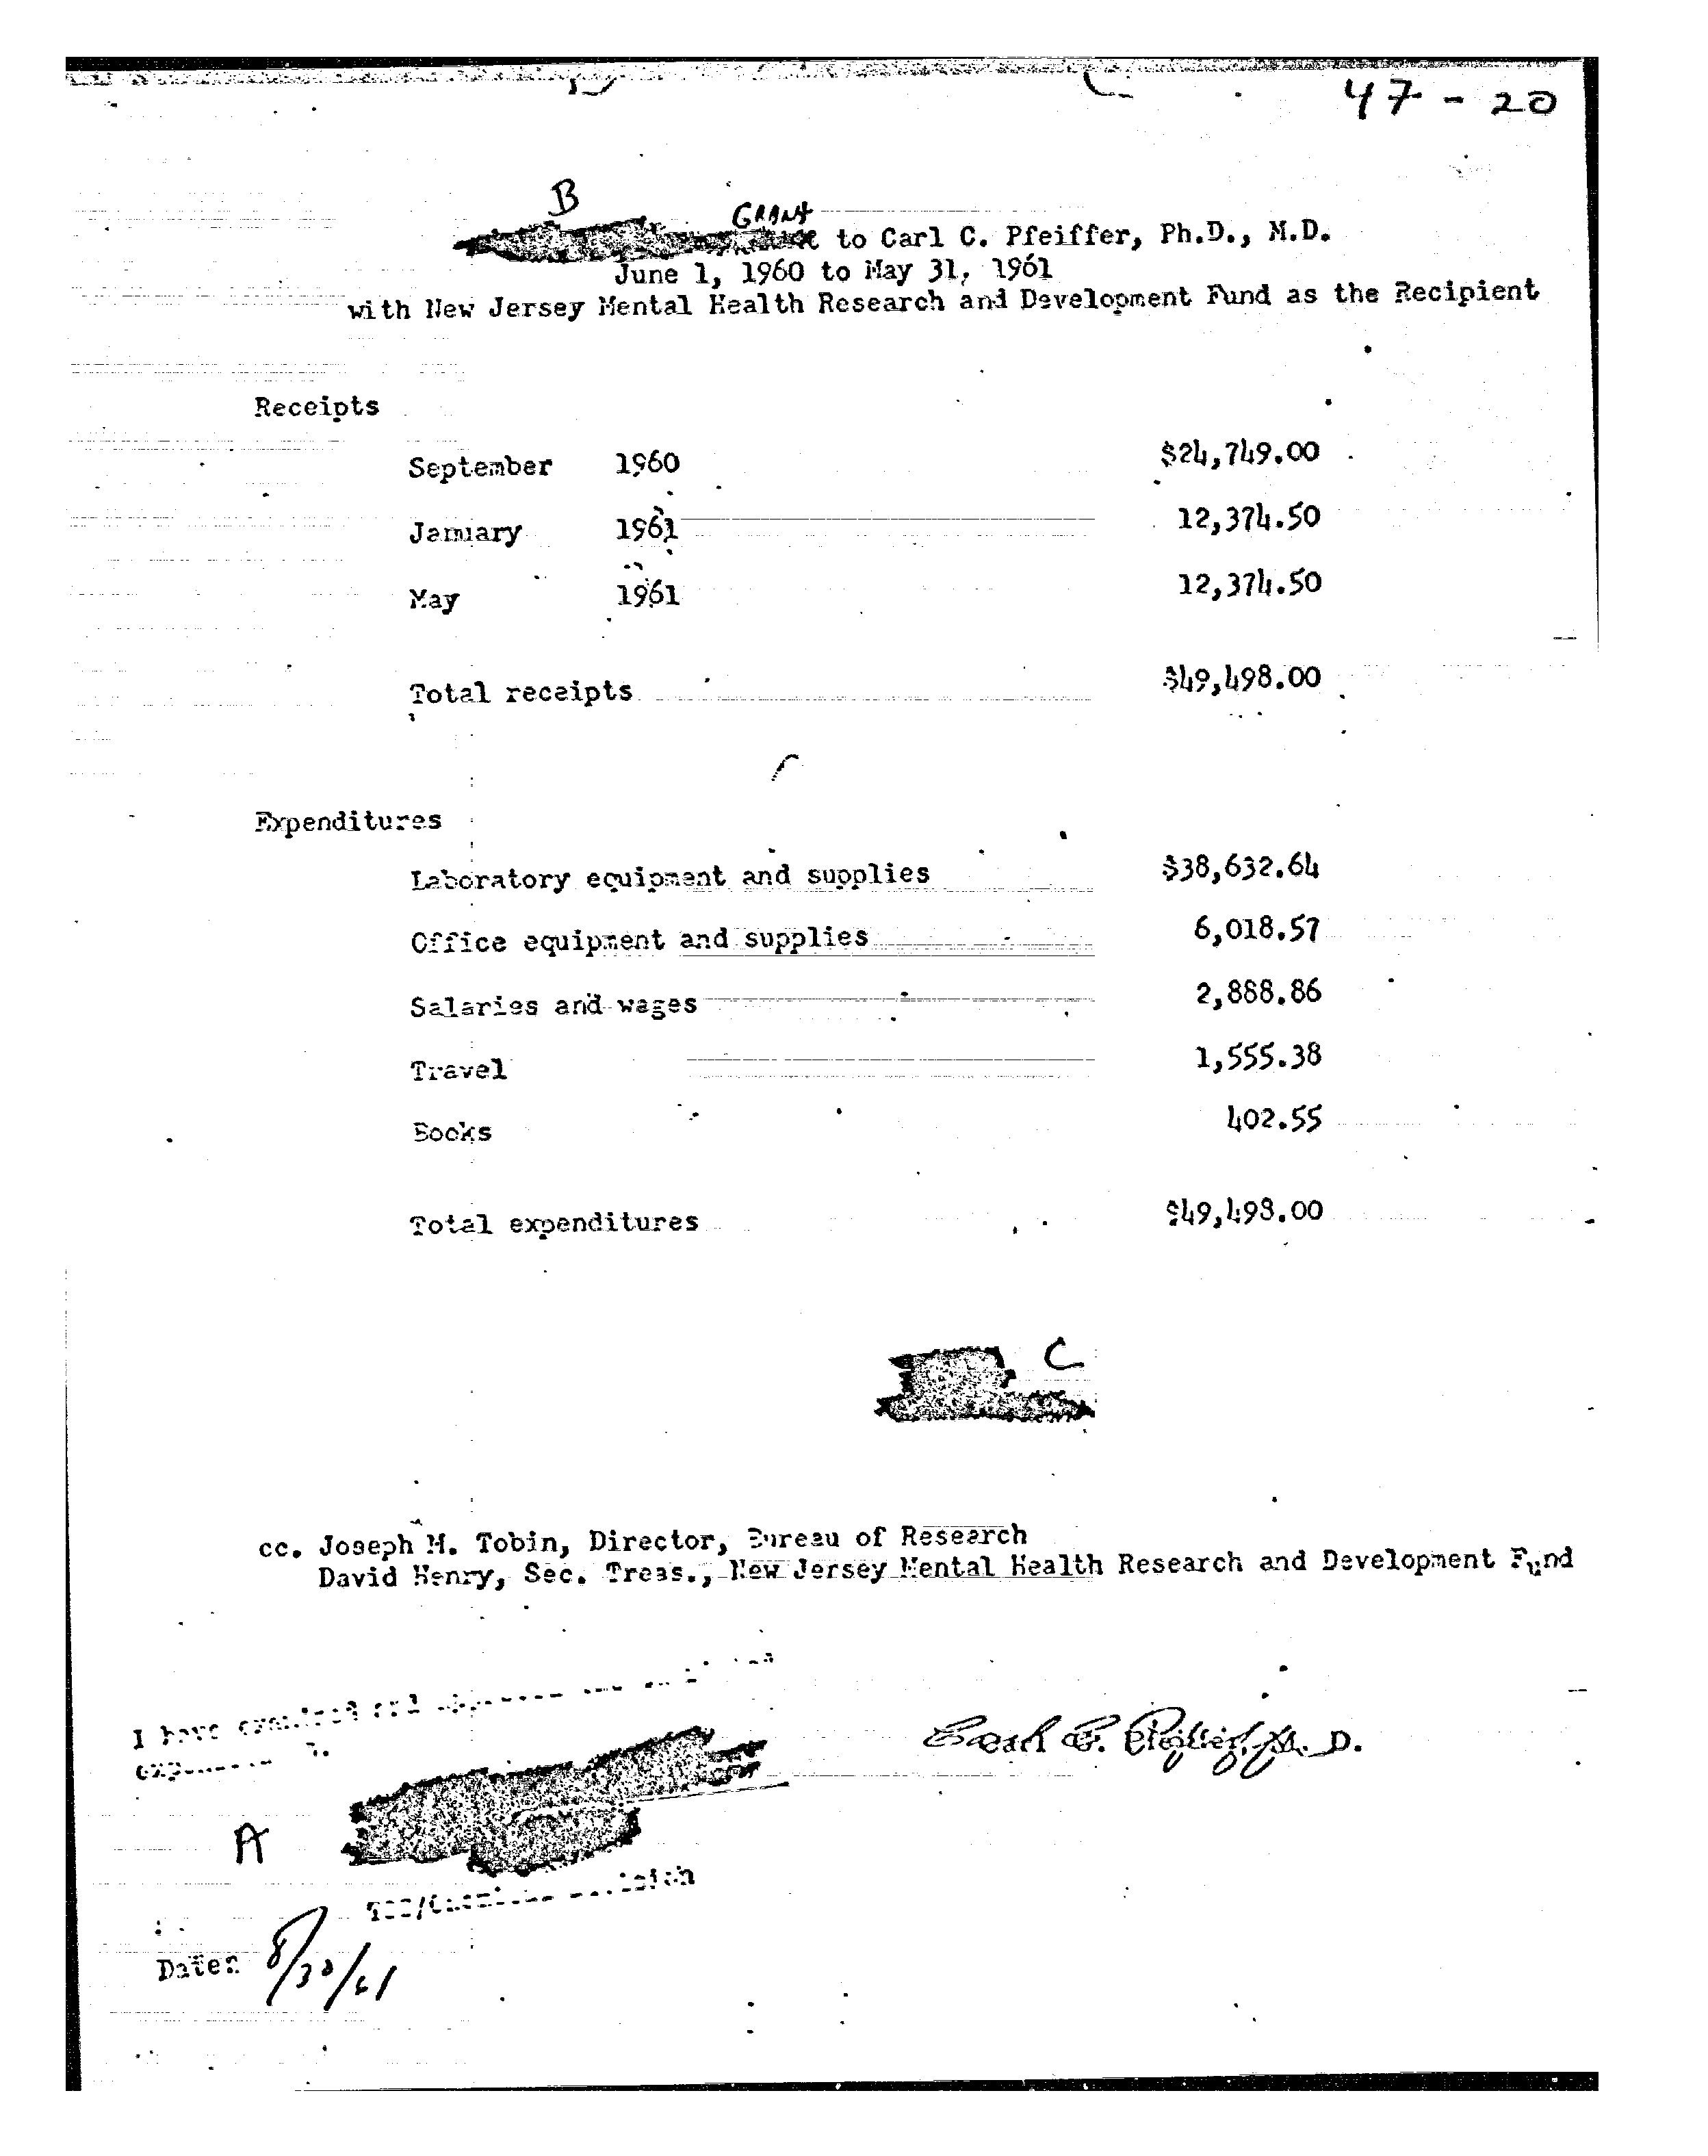 47 - 20
B
GRANT
to Carl C. Pfeiffer, Ph.D., M.D.
June 1, 1960 to May 31, 1961
with New Jersey Mental Health Research and Development Fund as the Recipient
Receipts
September 1960 $24,749.00
January 1961 12,374.50
May 1961 12,374.50
Total receipts $49,498.00
Expenditures
Laboratory equipment and supplies $38,632.64
Office equipment and supplies 6,018.57
Salaries and wages 2,888.86
Travel 1,555.38
Books 402.55
Total expenditures $49,498.00
C
cc. Joseph M. Tobin, Director, Bureau of Research
David Henry, Sec. Treas., New Jersey Mental Health Research and Development Fund
I have
Carl C. Pfeiffer, M. D.
A
Date: 8/30/61